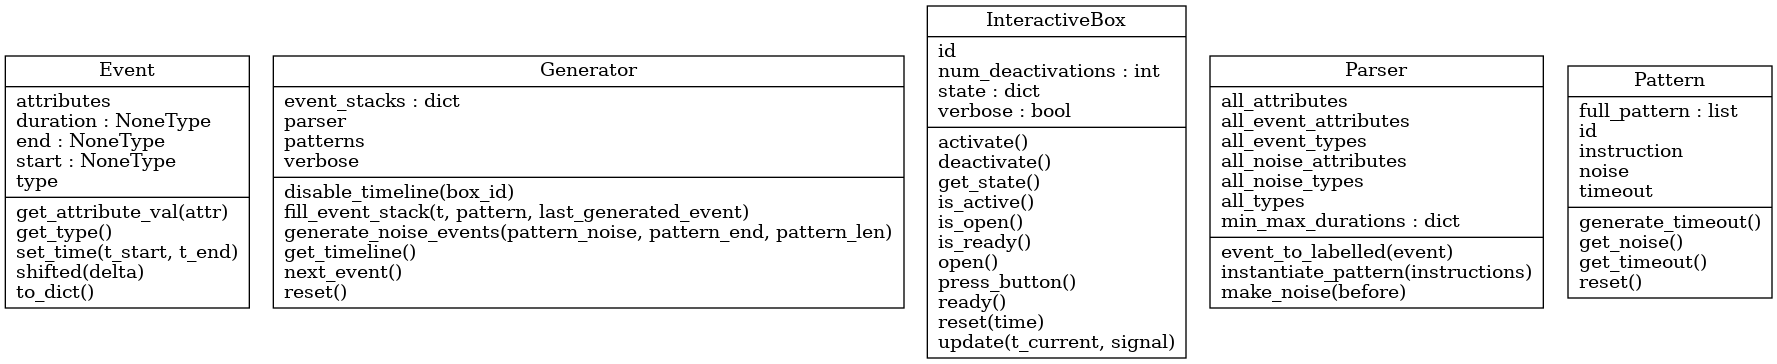 Event
attributes
duration : NoneType
end : NoneType
start : NoneType
type
get_attribute_val(attr)
get_type()
set_time(t_start, t_end)
shifted(delta)
to_dict()
Generator
event_stacks : dict
parser
patterns
verbose
disable_timeline(box_id)
fill_event_stack(t, pattern, last_generated_event)
generate_noise_events(pattern_noise, pattern_end, pattern_len)
get_timeline()
next_event()
reset()
InteractiveBox
id
num_deactivations : int
state : dict
verbose : bool
activate()
deactivate()
get_state()
is_active()
is_open()
is_ready()
open()
press_button()
ready()
reset(time)
update(t_current, signal)
Parser
all_attributes
all_event_attributes
all_event_types
all_noise_attributes
all_noise_types
all_types
min_max_durations : dict
event_to_labelled(event)
instantiate_pattern(instructions)
make_noise(before)
Pattern
full_pattern : list
id
instruction
noise
timeout
generate_timeout()
get_noise()
get_timeout()
reset()